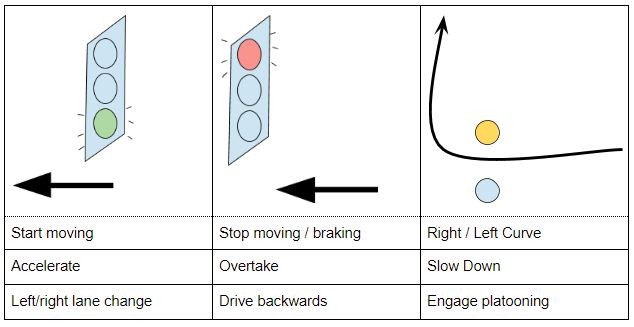 Start moving
Stop moving / braking
Right / Left Curve
Accelerate
Overtake
Slow Down
Left/right lane change
Drive backwards
Engage platooning